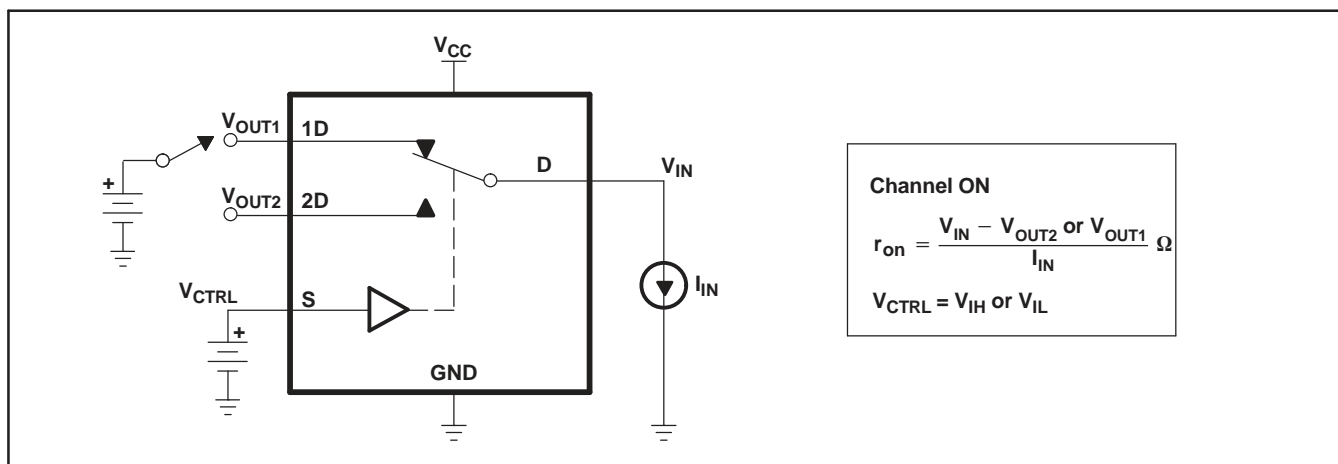 VCC
VOUT1
1D
D
VIN
+
VOUT2
2D
VCTRL
S
+
IIN
GND
Channel ON
ron = VIN − VOUT2 or VOUT1 / IIN Ω
VCTRL = VIH or VIL